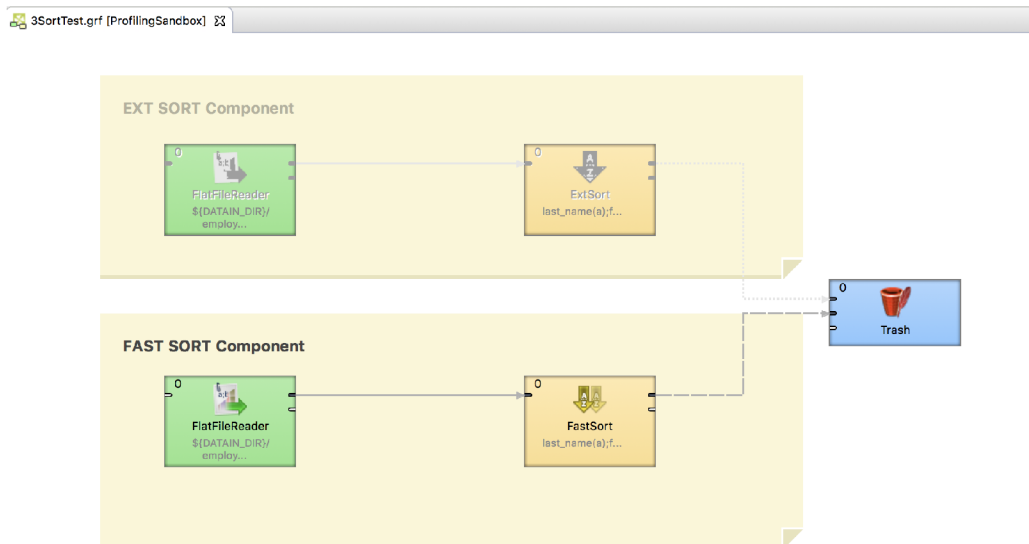 3SortTest.grf [ProfilingSandbox]
EXT SORT Component
0
FlatFileReader
${DATAIN_DIR}/
employ...
0
ExtSort
last_name(a);f...
0
Trash
FAST SORT Component
0
FlatFileReader
${DATAIN_DIR}/
employ...
0
FastSort
last_name(a);f...